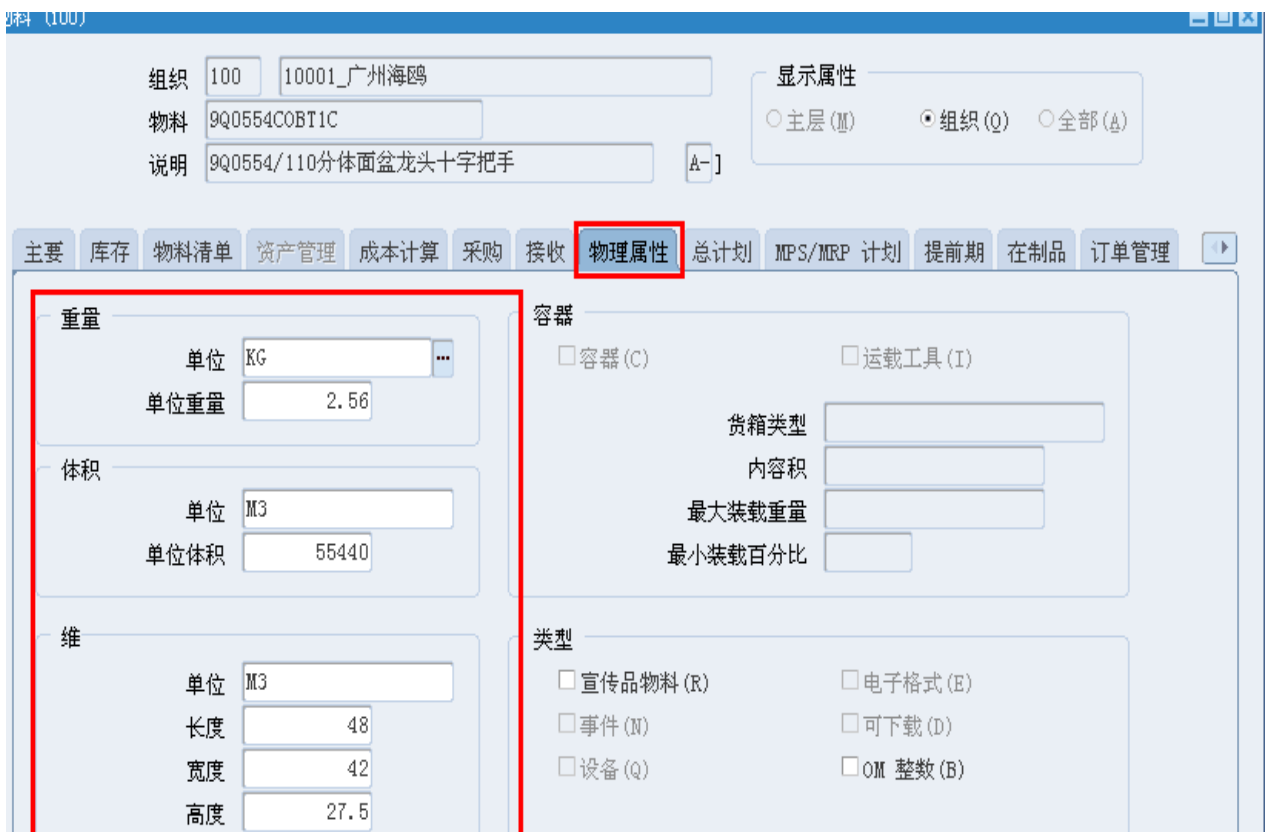 物料 (100)
组织 100 10001_广州海鸥
物料 9Q0554COBT1C
说明 9Q0554/110分体面盆龙头十字把手 A-]
显示属性
主层(M) 组织(O) 全部(A)
主要 库存 物料清单 资产管理 成本计算 采购 接收 物理属性 总计划 MPS/MRP 计划 提前期 在制品 订单管理
重量
单位 KG
单位重量 2.56
体积
单位 M3
单位体积 55440
维
单位 M3
长度 48
宽度 42
高度 27.5
容器
容器(C) 运载工具(I)
货箱类型
内容积
最大装载重量
最小装载百分比
类型
宣传品物料(R) 电子格式(E)
事件(N) 可下载(D)
设备(Q) OM 整数(B)